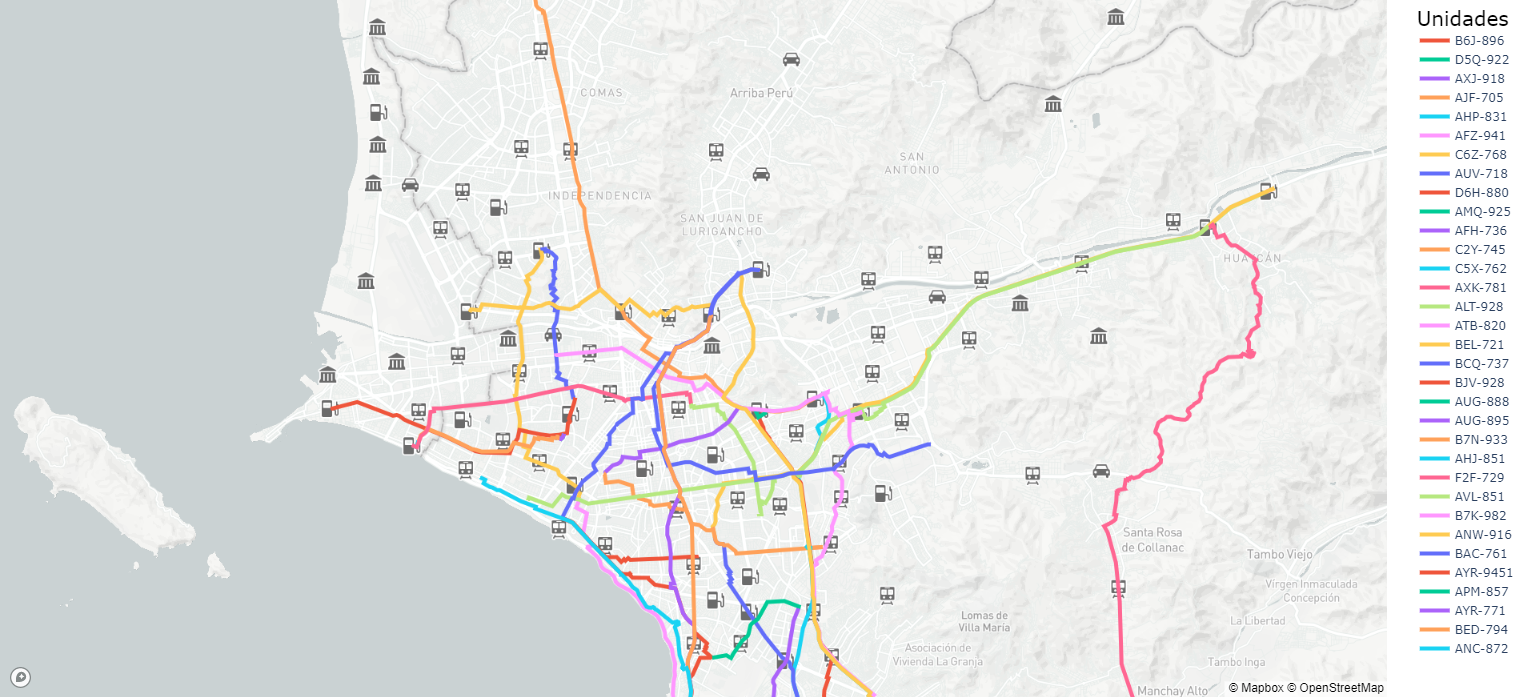 Unidades
B6J-896
D5Q-922
AXJ-918
AJF-705
AHP-831
AFZ-941
C6Z-768
AUV-718
D6H-880
AMQ-925
AFH-736
C2Y-745
C5X-762
AXK-781
ALT-928
ATB-820
BEL-721
BCQ-737
BJV-928
AUG-888
AUG-895
B7N-933
AHJ-851
F2F-729
AVL-851
B7K-982
ANW-916
BAC-761
AYR-9451
APM-857
AYR-771
BED-794
ANC-872
COMAS
Arriba Perú
SAN
ANTONIO
INDEPENDENCIA
SAN JUAN DE
LURIGANCHO
HUAYCÁN
Santa Rosa
de Collanac
Tambo Viejo
Virgen Inmaculada
Concepción
La Libertad
Lomas de
Villa María
Asociación de
Vivienda La Granja
Tambo Inga
Manchay Alto
© Mapbox © OpenStreetMap